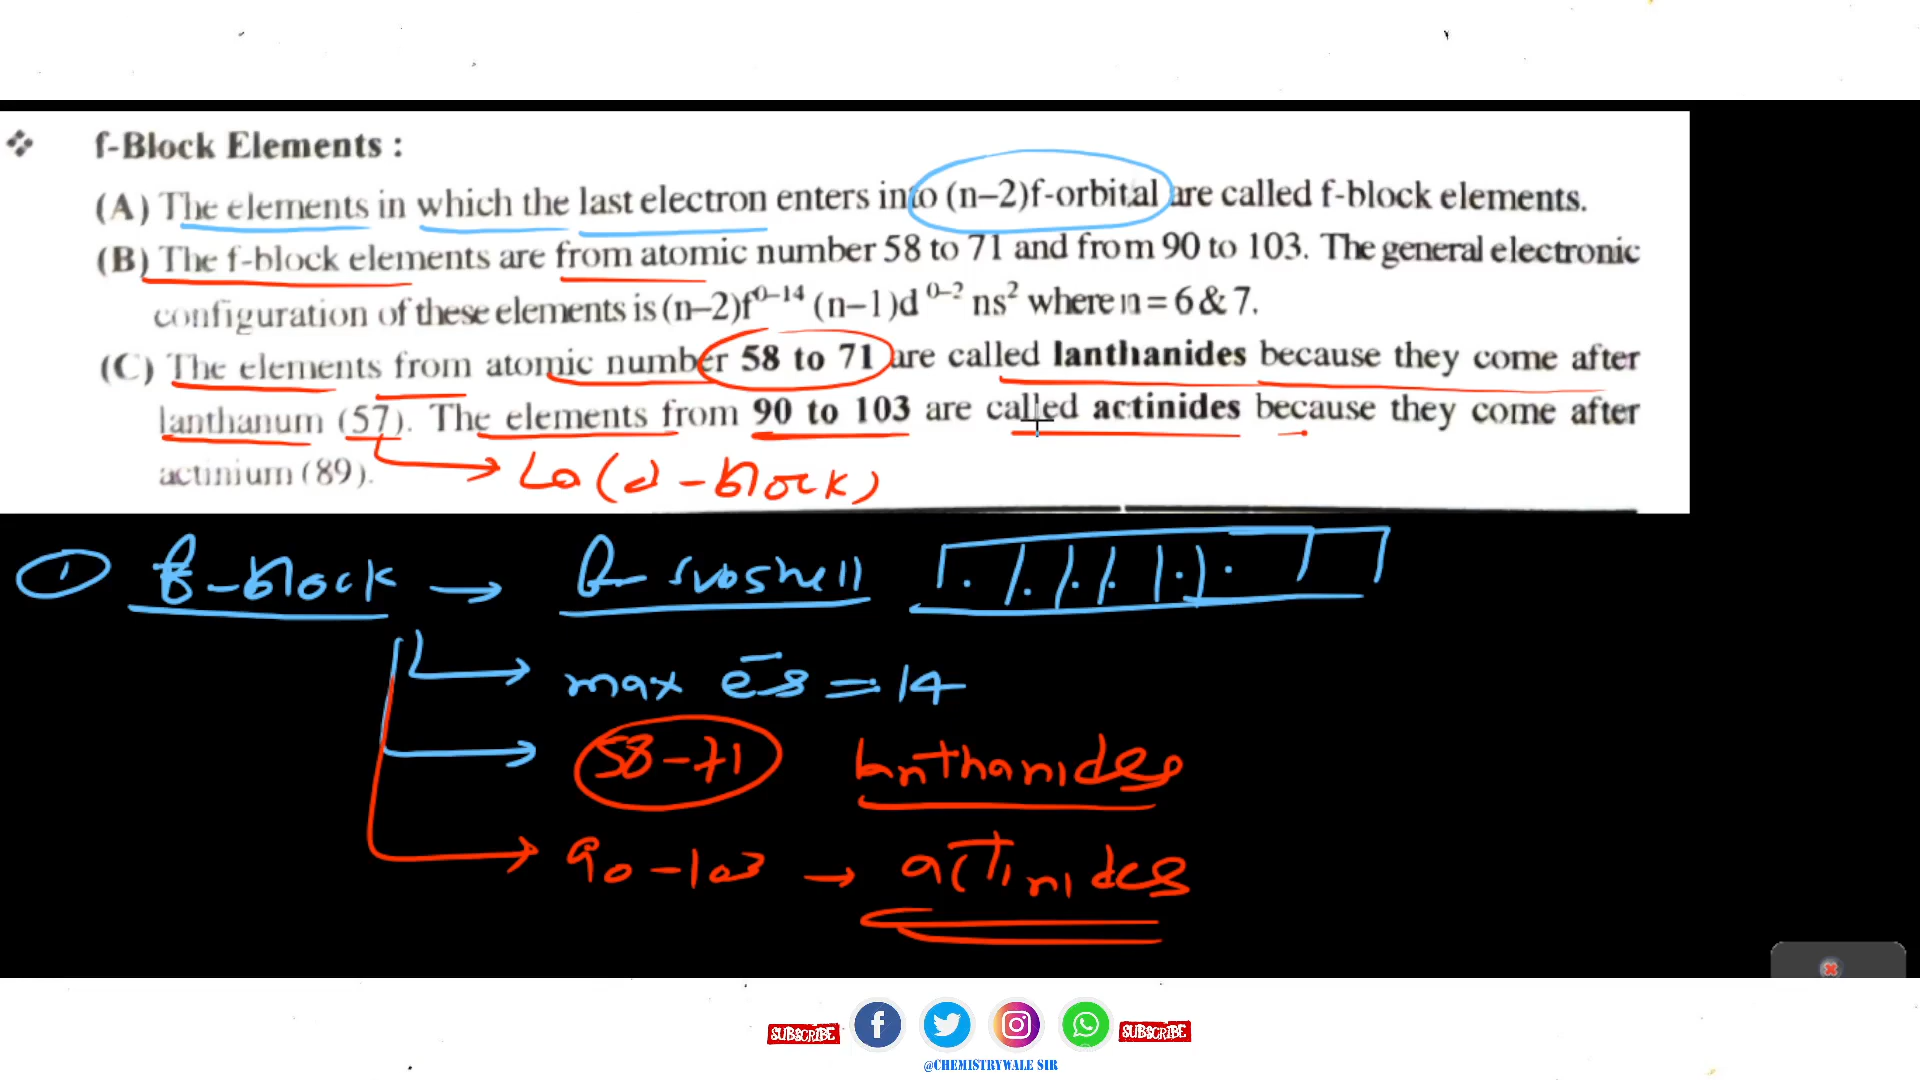 ❖ f-Block Elements :
(A) The elements in which the last electron enters into (n–2)f-orbital are called f-block elements.
(B) The f-block elements are from atomic number 58 to 71 and from 90 to 103. The general electronic
configuration of these elements is (n–2)f⁰⁻¹⁴ (n–1)d⁰⁻² ns² where n = 6 & 7.
(C) The elements from atomic number 58 to 71 are called lanthanides because they come after
lanthanum (57). The elements from 90 to 103 are called actinides because they come after
actinium (89).
La (d-block)
① f-block → f-subshell
→ max e̅s = 14
→ 58-71 lanthanides
→ 90-103 → actinides
SUBSCRIBE SUBSCRIBE
@CHEMISTRYWALE SIR